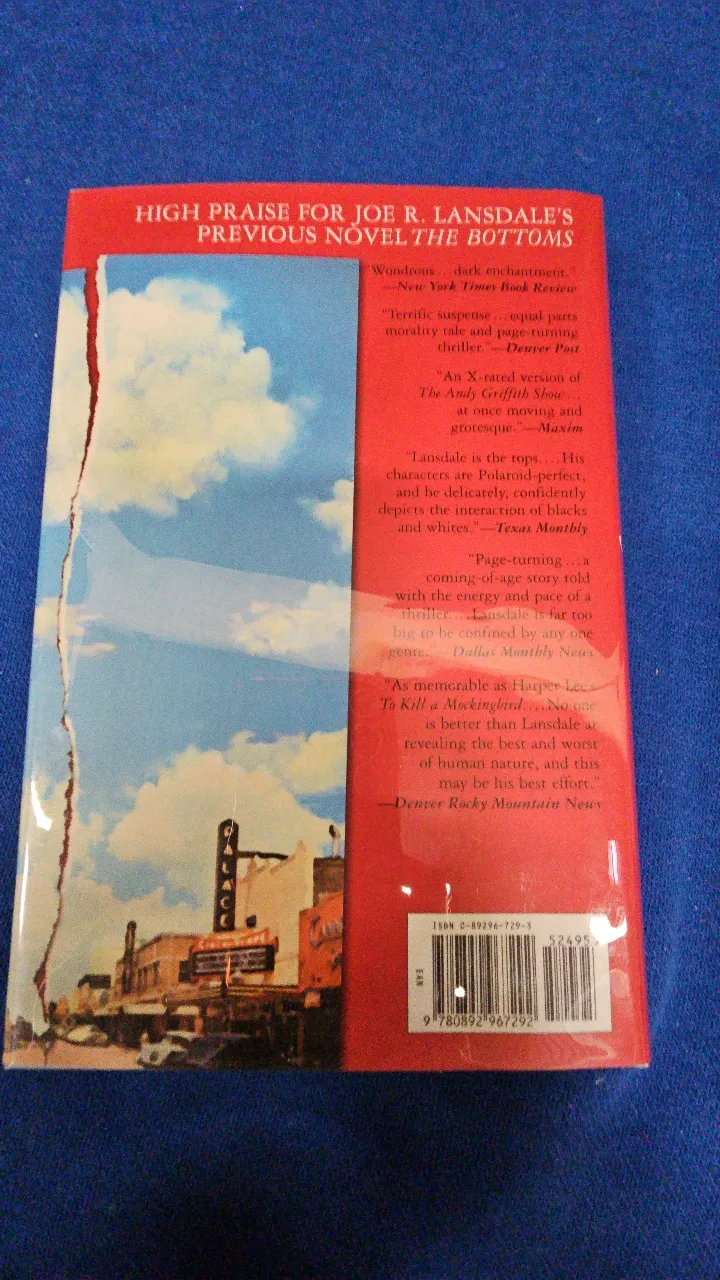 HIGH PRAISE FOR JOE R. LANSDALE'S
PREVIOUS NOVEL THE BOTTOMS
"Wondrous... dark enchantment."
—New York Times Book Review
"Terrific suspense...equal parts
morality tale and page-turning
thriller."—Denver Post
"An X-rated version of
The Andy Griffith Show...
at once moving and
grotesque."—Maxim
"Lansdale is the tops....His
characters are Polaroid-perfect,
and he delicately, confidently
depicts the interaction of blacks
and whites."—Texas Monthly
"Page-turning...a
coming-of-age story told
with the energy and pace of a
thriller....Lansdale is far too
big to be confined by any one
genre."—Dallas Monthly News
"As memorable as Harper Lee's
To Kill a Mockingbird....No one
is better than Lansdale at
revealing the best and worst
of human nature, and this
may be his best effort."
—Denver Rocky Mountain News
PALACE
ISBN 0-89296-729-3
52495
EAN
9 780892 967292